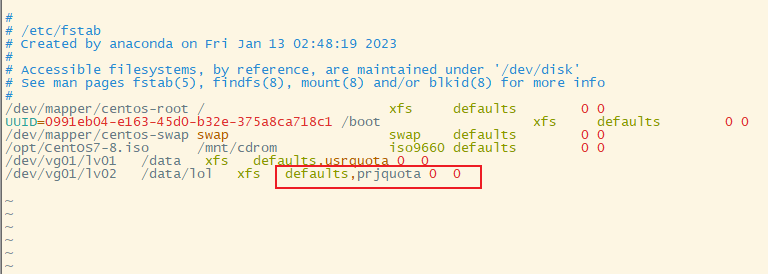 #
# /etc/fstab
# Created by anaconda on Fri Jan 13 02:48:19 2023
#
# Accessible filesystems, by reference, are maintained under '/dev/disk'
# See man pages fstab(5), findfs(8), mount(8) and/or blkid(8) for more info
#
/dev/mapper/centos-root / xfs defaults 0 0
UUID=0991eb04-e163-45d0-b32e-375a8ca718c1 /boot xfs defaults 0 0
/dev/mapper/centos-swap swap swap defaults 0 0
/opt/CentOS7-8.iso /mnt/cdrom iso9660 defaults 0 0
/dev/vg01/lv01 /data xfs defaults,usrquota 0 0
/dev/vg01/lv02 /data/lol xfs defaults,prjquota 0 0
~
~
~
~
~
~